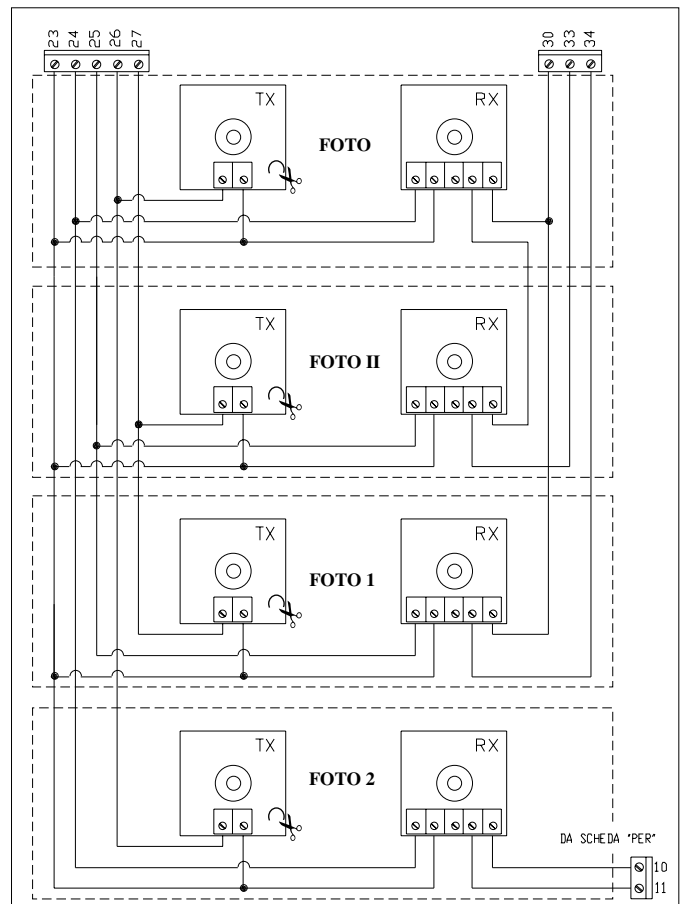 23 24 25 26 27
30 33 34
TX FOTO RX
TX FOTO II RX
TX FOTO 1 RX
TX FOTO 2 RX
DA SCHEDA "PER"
10
11